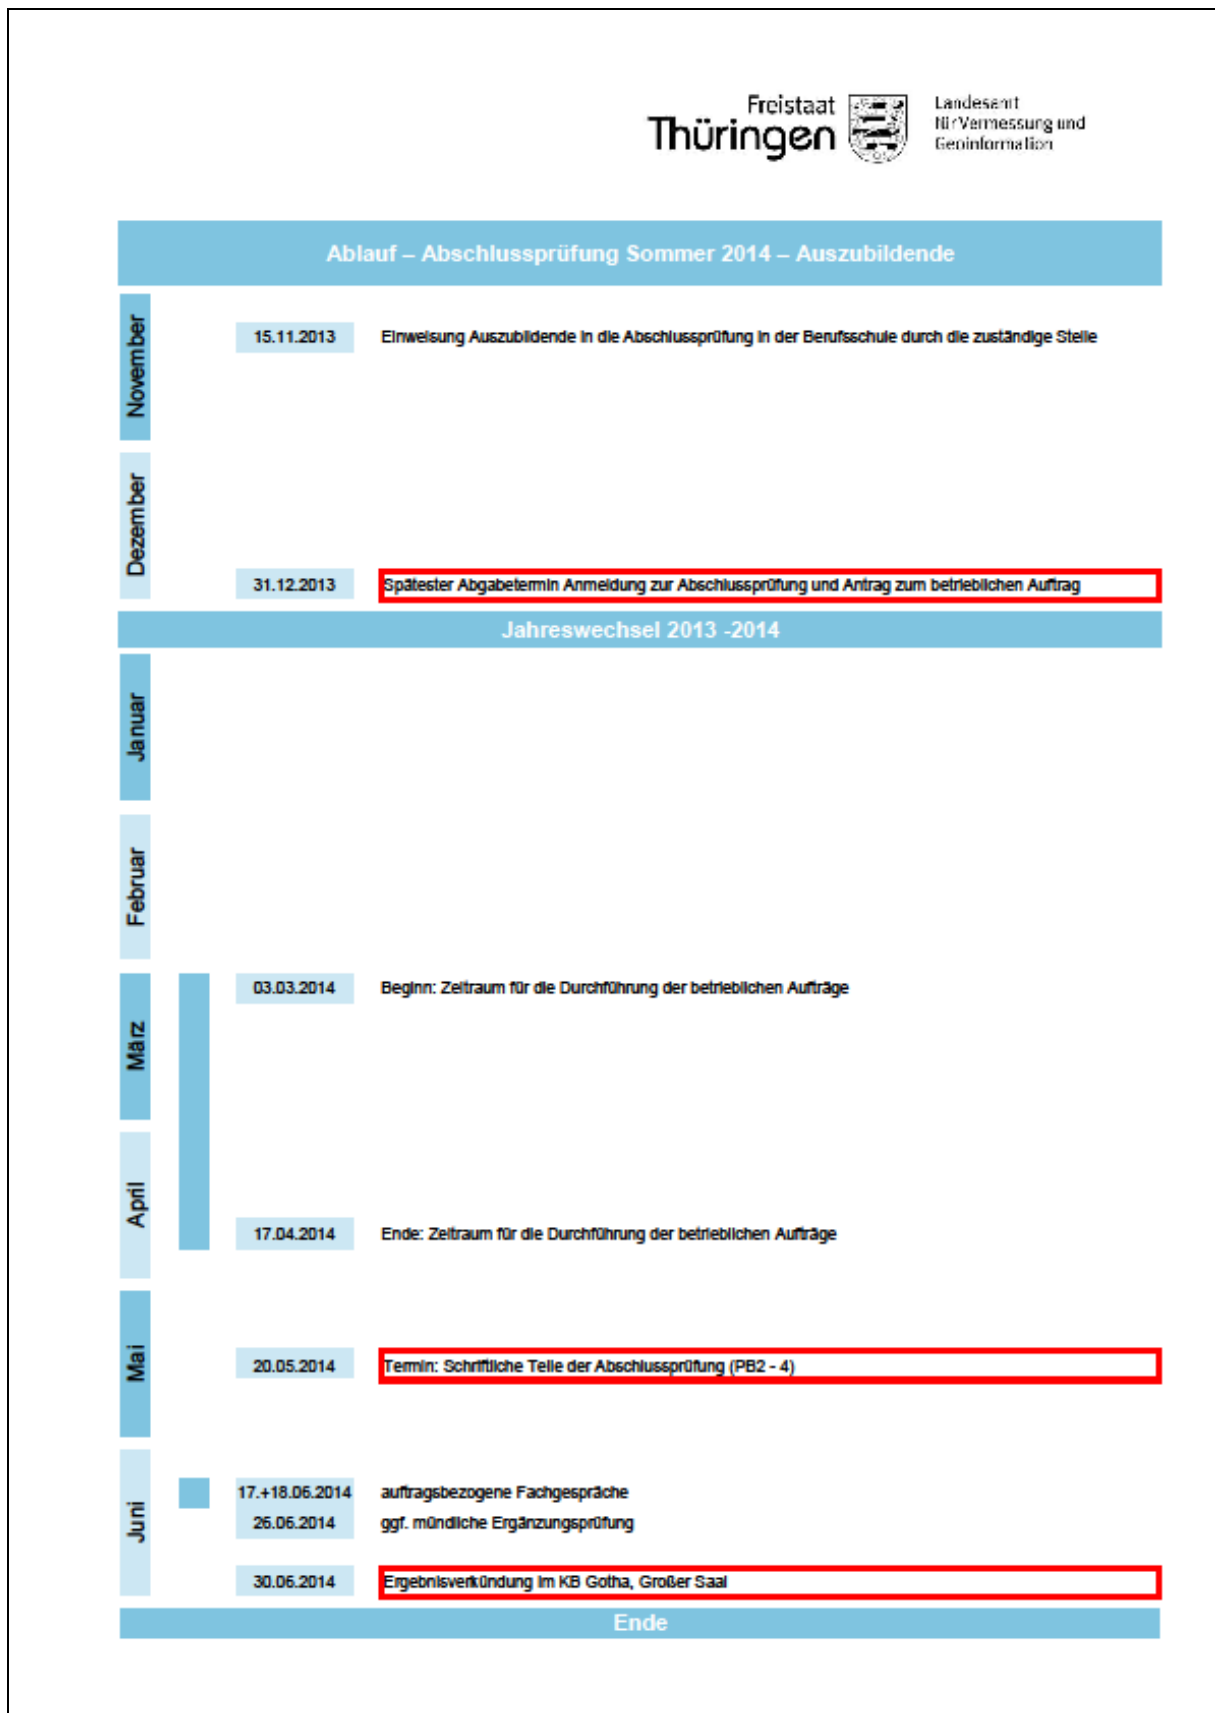 Freistaat
Thüringen
Landesamt
für Vermessung und
Geoinformation
Ablauf – Abschlussprüfung Sommer 2014 – Auszubildende
November
15.11.2013 Einweisung Auszubildende in die Abschlussprüfung in der Berufsschule durch die zuständige Stelle
Dezember
31.12.2013 Spätester Abgabetermin Anmeldung zur Abschlussprüfung und Antrag zum betrieblichen Auftrag
Jahreswechsel 2013 -2014
Januar
Februar
März
03.03.2014 Beginn: Zeitraum für die Durchführung der betrieblichen Aufträge
April
17.04.2014 Ende: Zeitraum für die Durchführung der betrieblichen Aufträge
Mai
20.05.2014 Termin: Schriftliche Teile der Abschlussprüfung (PB2 - 4)
Juni
17.+18.06.2014 auftragsbezogene Fachgespräche
26.06.2014 ggf. mündliche Ergänzungsprüfung
30.06.2014 Ergebnisverkündung im KB Gotha, Großer Saal
Ende